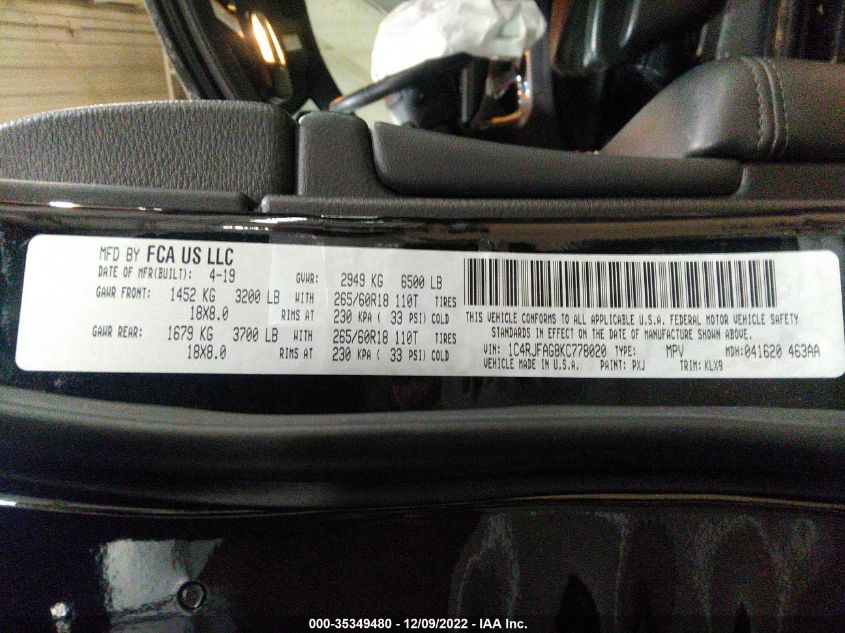 MFD BY FCA US LLC
DATE OF MFR(BUILT): 4-19 GVWR: 2949 KG 6500 LB
GAWR FRONT: 1452 KG 3200 LB WITH 265/60R18 110T TIRES
18X8.0 RIMS AT 230 KPA ( 33 PSI) COLD
GAWR REAR: 1679 KG 3700 LB WITH 265/60R18 110T TIRES
18X8.0 RIMS AT 230 KPA ( 33 PSI) COLD
THIS VEHICLE CONFORMS TO ALL APPLICABLE U.S.A. FEDERAL MOTOR VEHICLE SAFETY
STANDARDS IN EFFECT ON THE DATE OF MANUFACTURE SHOWN ABOVE.
VIN: 1C4RJFAG8KC778020 TYPE: MPV MDH: 041620 463AA
VEHICLE MADE IN U.S.A. PAINT: PXJ TRIM: KLX9
000-35349480 - 12/09/2022 - IAA Inc.